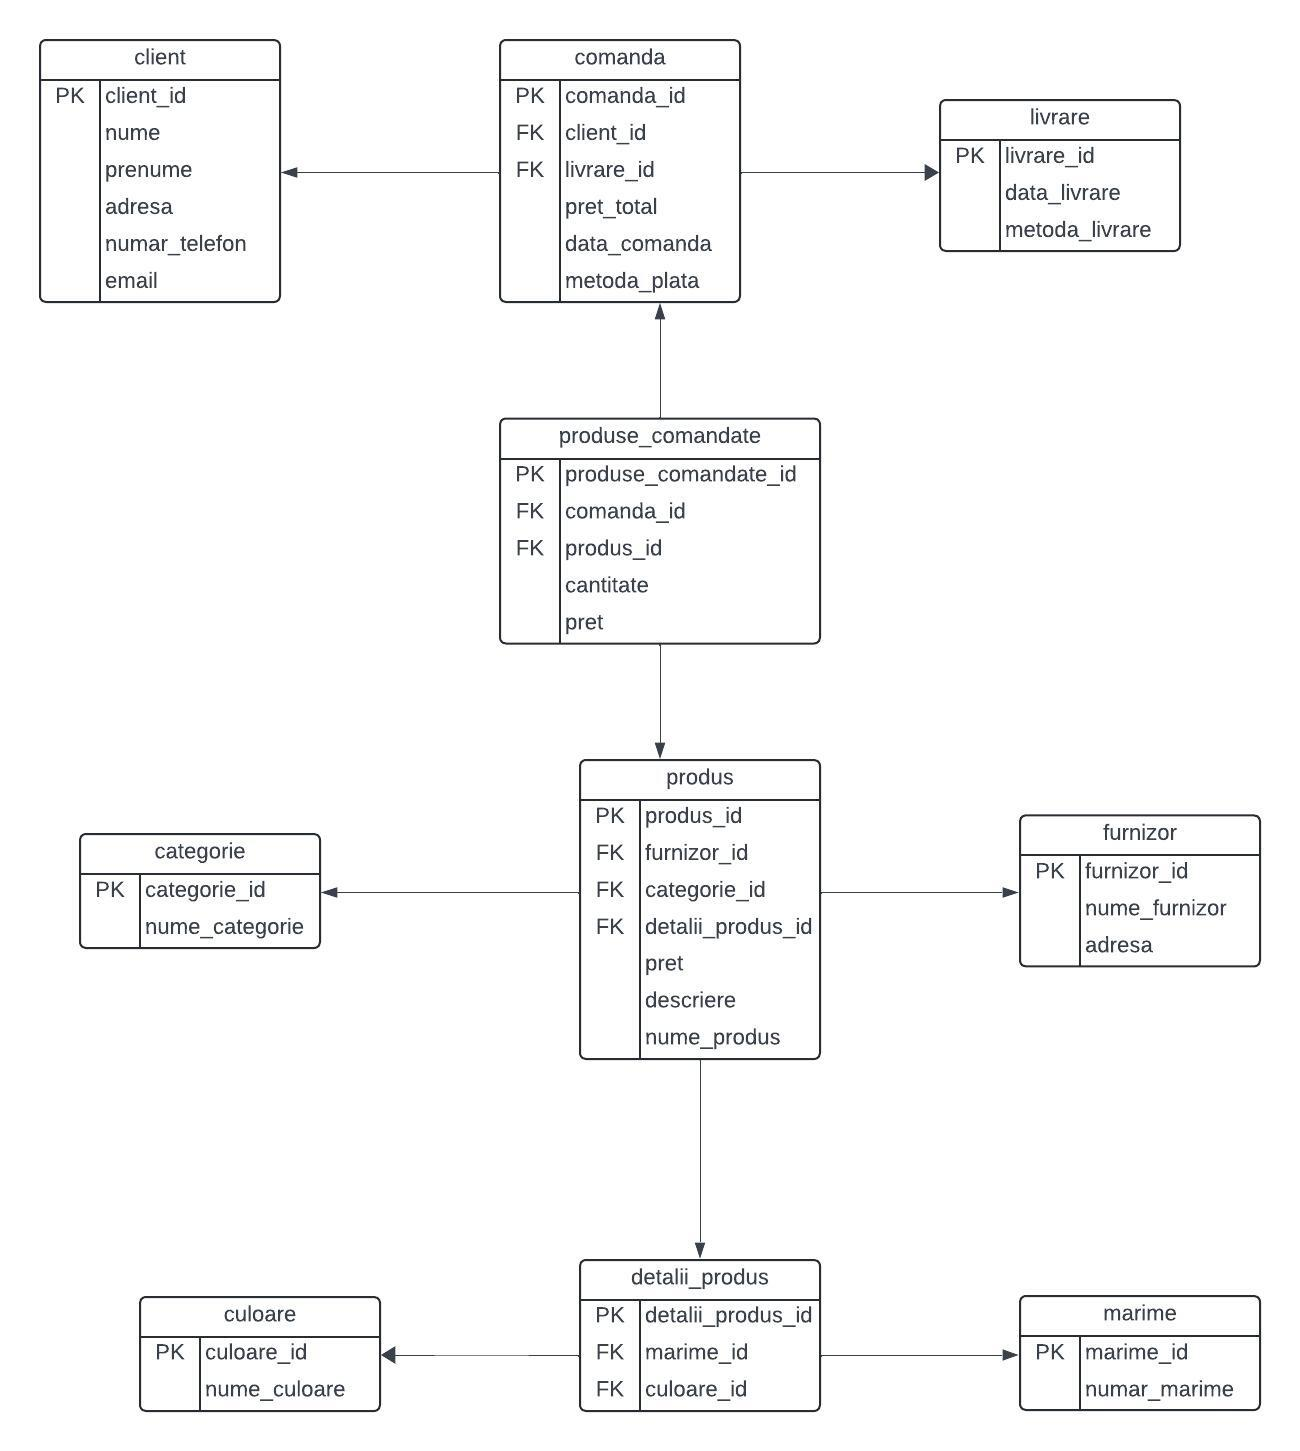 client
PK client_id
nume
prenume
adresa
numar_telefon
email
comanda
PK comanda_id
FK client_id
FK livrare_id
pret_total
data_comanda
metoda_plata
livrare
PK livrare_id
data_livrare
metoda_livrare
produse_comandate
PK produse_comandate_id
FK comanda_id
FK produs_id
cantitate
pret
produs
PK produs_id
FK furnizor_id
FK categorie_id
FK detalii_produs_id
pret
descriere
nume_produs
categorie
PK categorie_id
nume_categorie
furnizor
PK furnizor_id
nume_furnizor
adresa
detalii_produs
PK detalii_produs_id
FK marime_id
FK culoare_id
culoare
PK culoare_id
nume_culoare
marime
PK marime_id
numar_marime